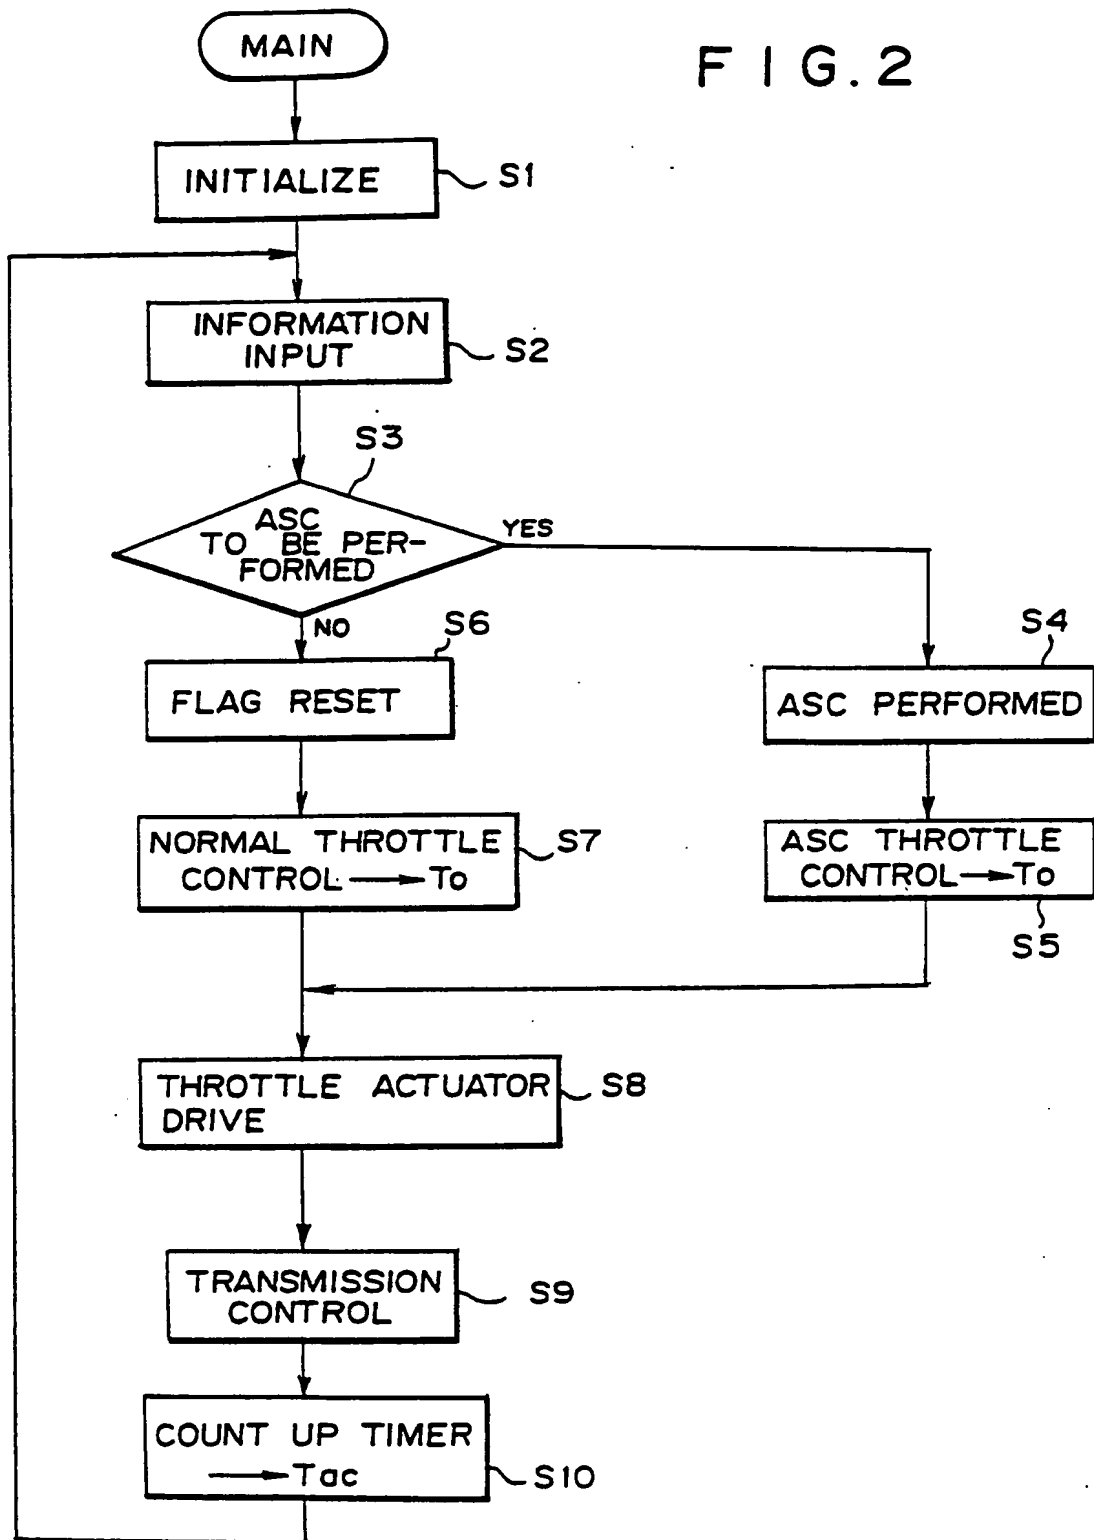 MAIN
FIG.2
INITIALIZE
S1
INFORMATION
INPUT
S2
S3
ASC
TO BE PER-
FORMED
YES
NO
S6
S4
FLAG RESET
ASC PERFORMED
NORMAL THROTTLE
CONTROL → To
S7
ASC THROTTLE
CONTROL → To
S5
THROTTLE ACTUATOR
DRIVE
S8
TRANSMISSION
CONTROL
S9
COUNT UP TIMER
→ Tac
S10